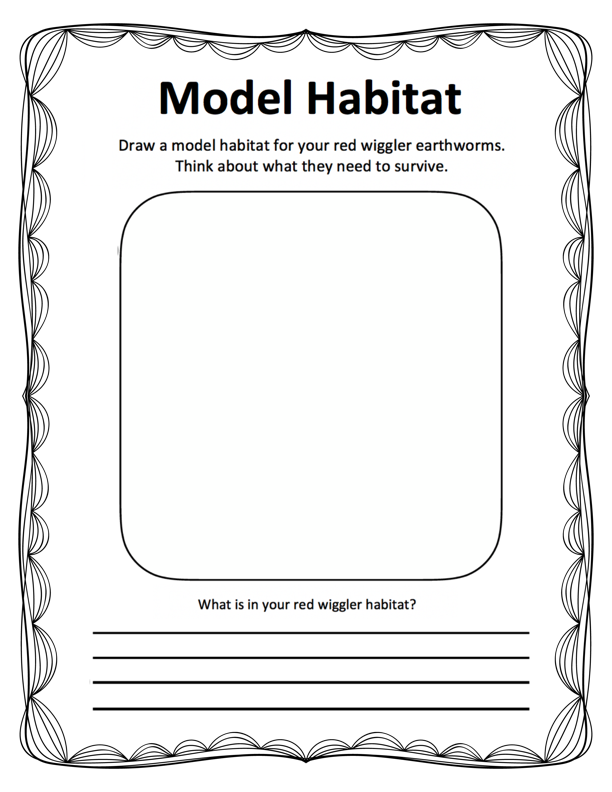 Model Habitat
Draw a model habitat for your red wiggler earthworms.
Think about what they need to survive.
What is in your red wiggler habitat?